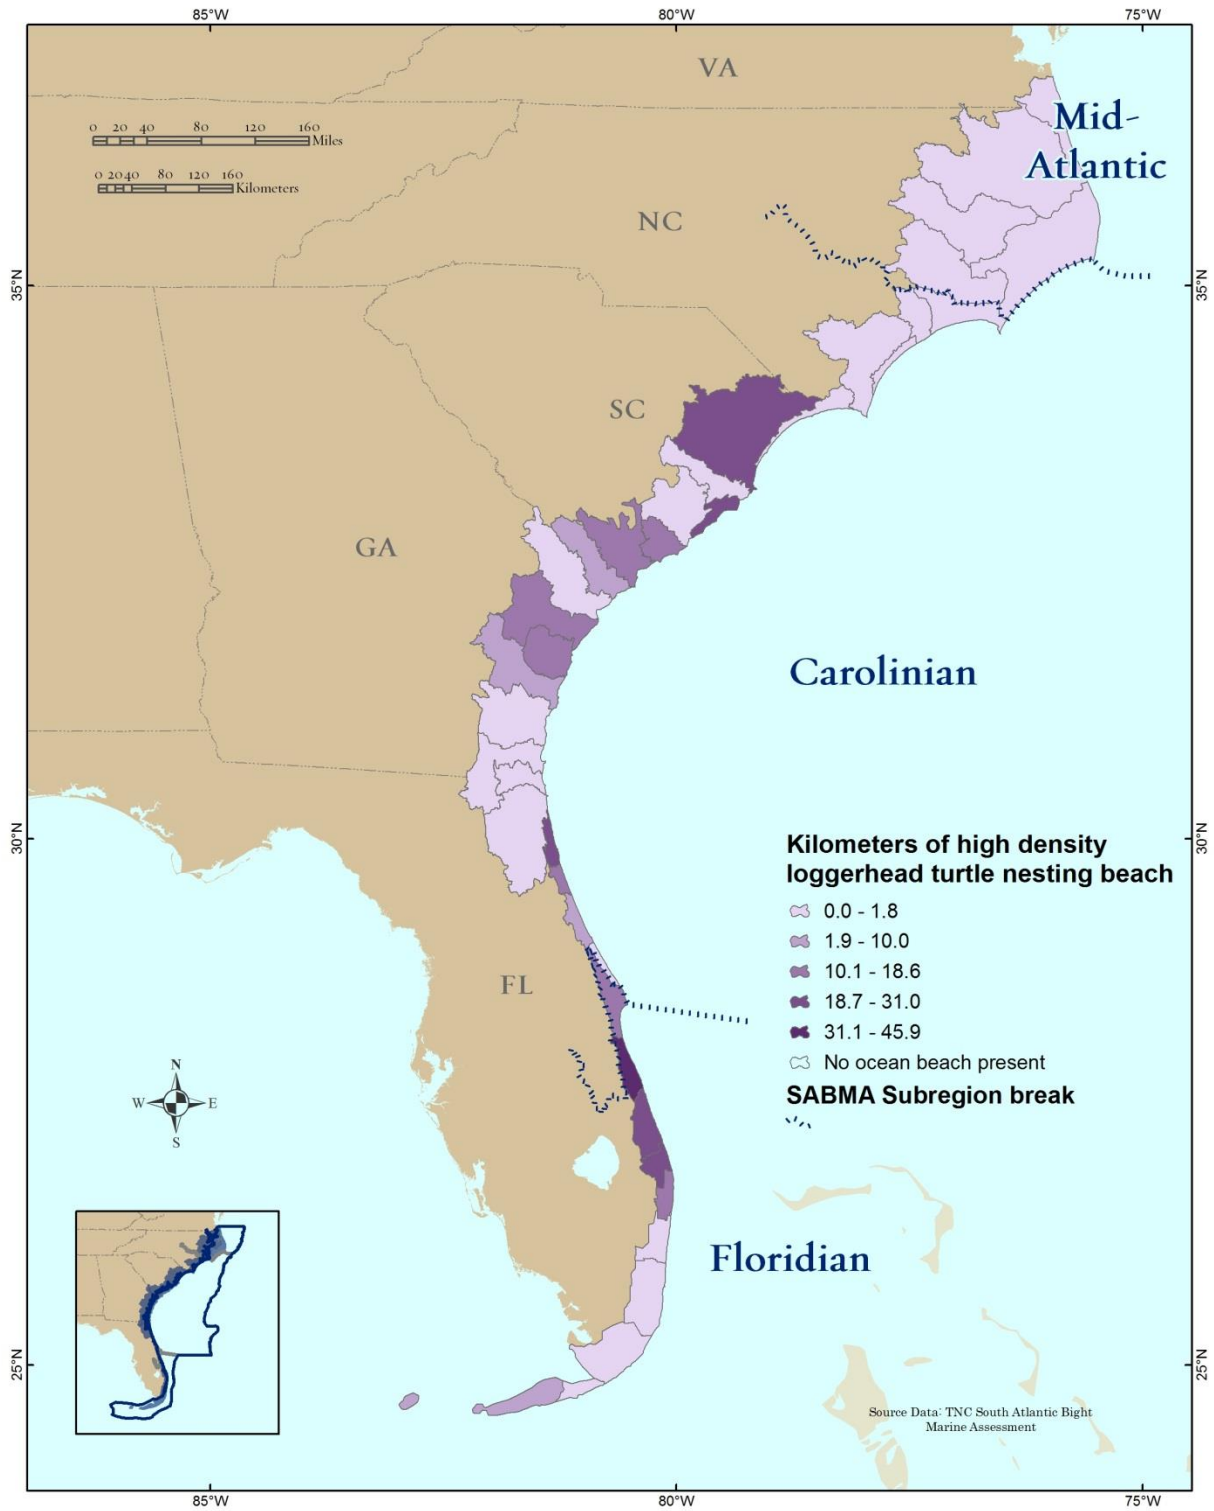 85°W 80°W 75°W
VA
Mid-
Atlantic
0 20 40 80 120 160
Miles
0 20 40 80 120 160
Kilometers
NC
35°N 35°N
SC
GA
Carolinian
30°N 30°N
Kilometers of high density
loggerhead turtle nesting beach
0.0 - 1.8
1.9 - 10.0
10.1 - 18.6
18.7 - 31.0
31.1 - 45.9
No ocean beach present
SABMA Subregion break
FL
N
W E
S
Floridian
25°N 25°N
Source Data: TNC South Atlantic Bight
Marine Assessment
85°W 80°W 75°W